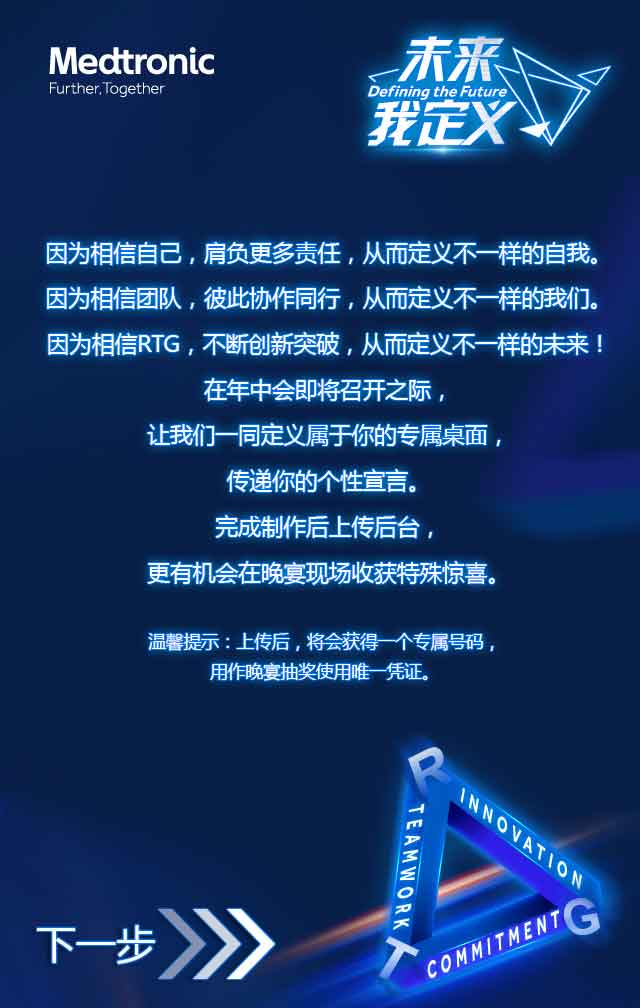 Medtronic
Further,Together
未来
Defining the Future
我定义
因为相信自己，肩负更多责任，从而定义不一样的自我。
因为相信团队，彼此协作同行，从而定义不一样的我们。
因为相信RTG，不断创新突破，从而定义不一样的未来！
在年中会即将召开之际，
让我们一同定义属于你的专属桌面，
传递你的个性宣言。
完成制作后上传后台，
更有机会在晚宴现场收获特殊惊喜。
温馨提示：上传后，将会获得一个专属号码，
用作晚宴抽奖使用唯一凭证。
R
INNOVATION
TEAMWORK
G
COMMITMENT
T
下一步